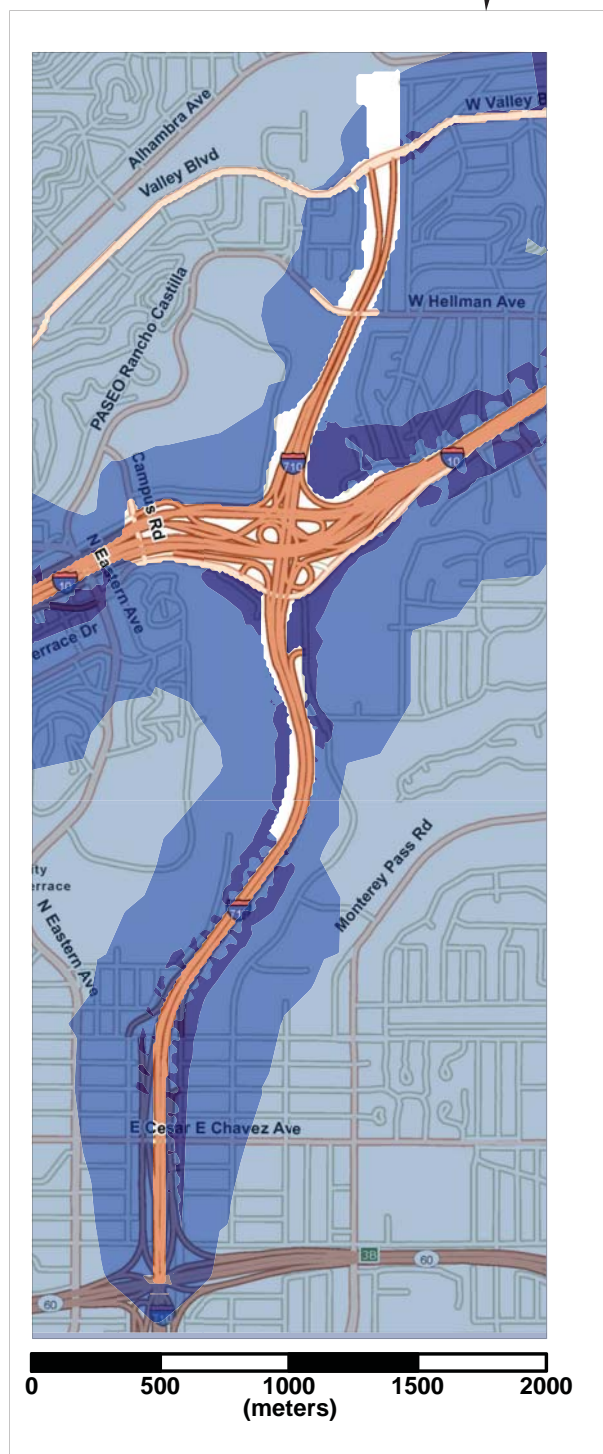 Alhambra Ave
W Valley B
Valley Blvd
W Hellman Ave
PASEO Rancho Castilla
710
10
Campus Rd
N Eastern Ave
10
errace Dr
Monterey Pass Rd
ity
errace
71
N Eastern Ave
E Cesar E Chavez Ave
3B
60
60
0 500 1000 1500 2000
(meters)